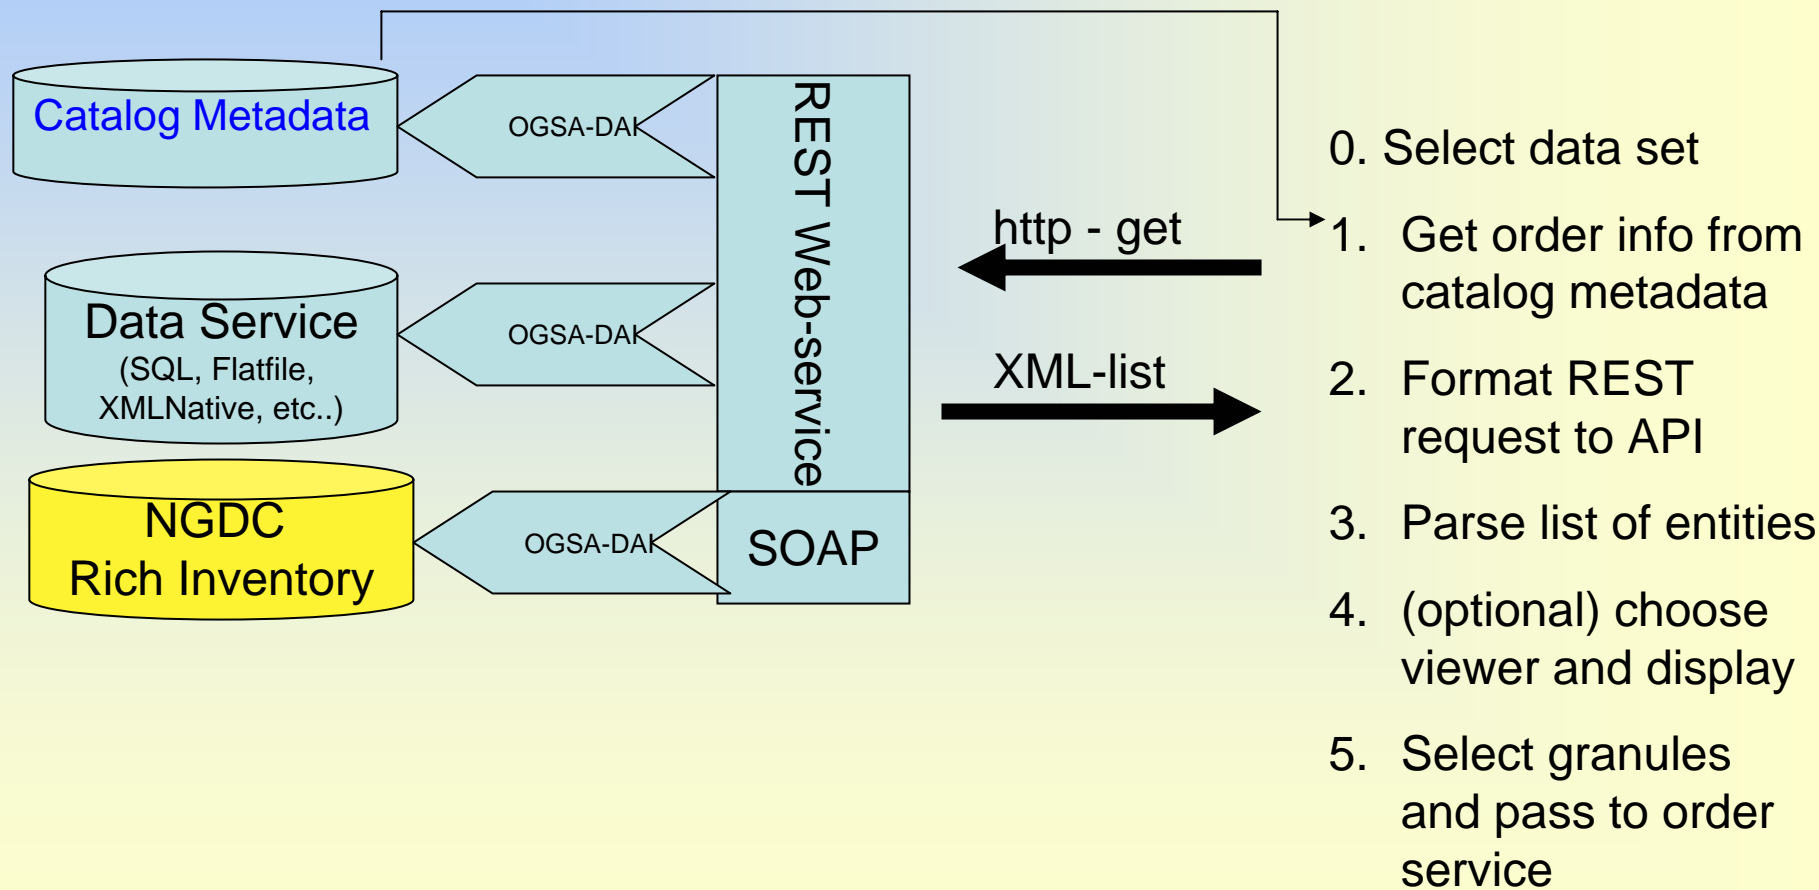 Catalog Metadata
OGSA-DAI
Data Service
(SQL, Flatfile,
XMLNative, etc..)
OGSA-DAI
NGDC
Rich Inventory
OGSA-DAI
REST Web-service
SOAP
http - get
XML-list
0. Select data set
1. Get order info from
catalog metadata
2. Format REST
request to API
3. Parse list of entities
4. (optional) choose
viewer and display
5. Select granules
and pass to order
service